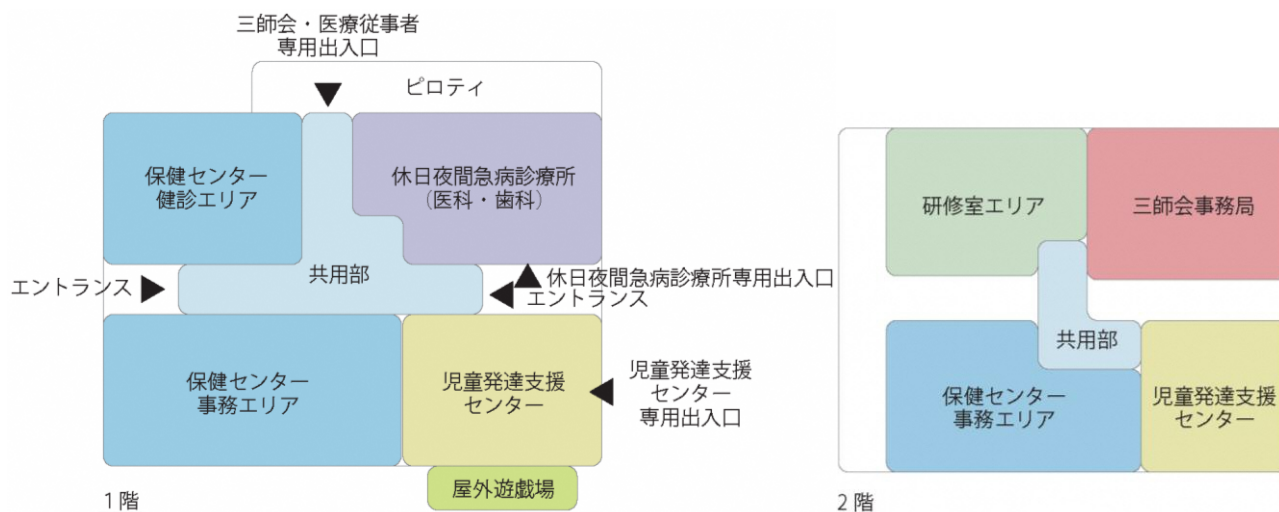 三師会・医療従事者
専用出入口
ピロティ
保健センター
健診エリア
休日夜間急病診療所
（医科・歯科）
エントランス
共用部
休日夜間急病診療所専用出入口
エントランス
保健センター
事務エリア
児童発達支援
センター
児童発達支援
センター
専用出入口
屋外遊戯場
1階
研修室エリア
三師会事務局
共用部
保健センター
事務エリア
児童発達支援
センター
2階